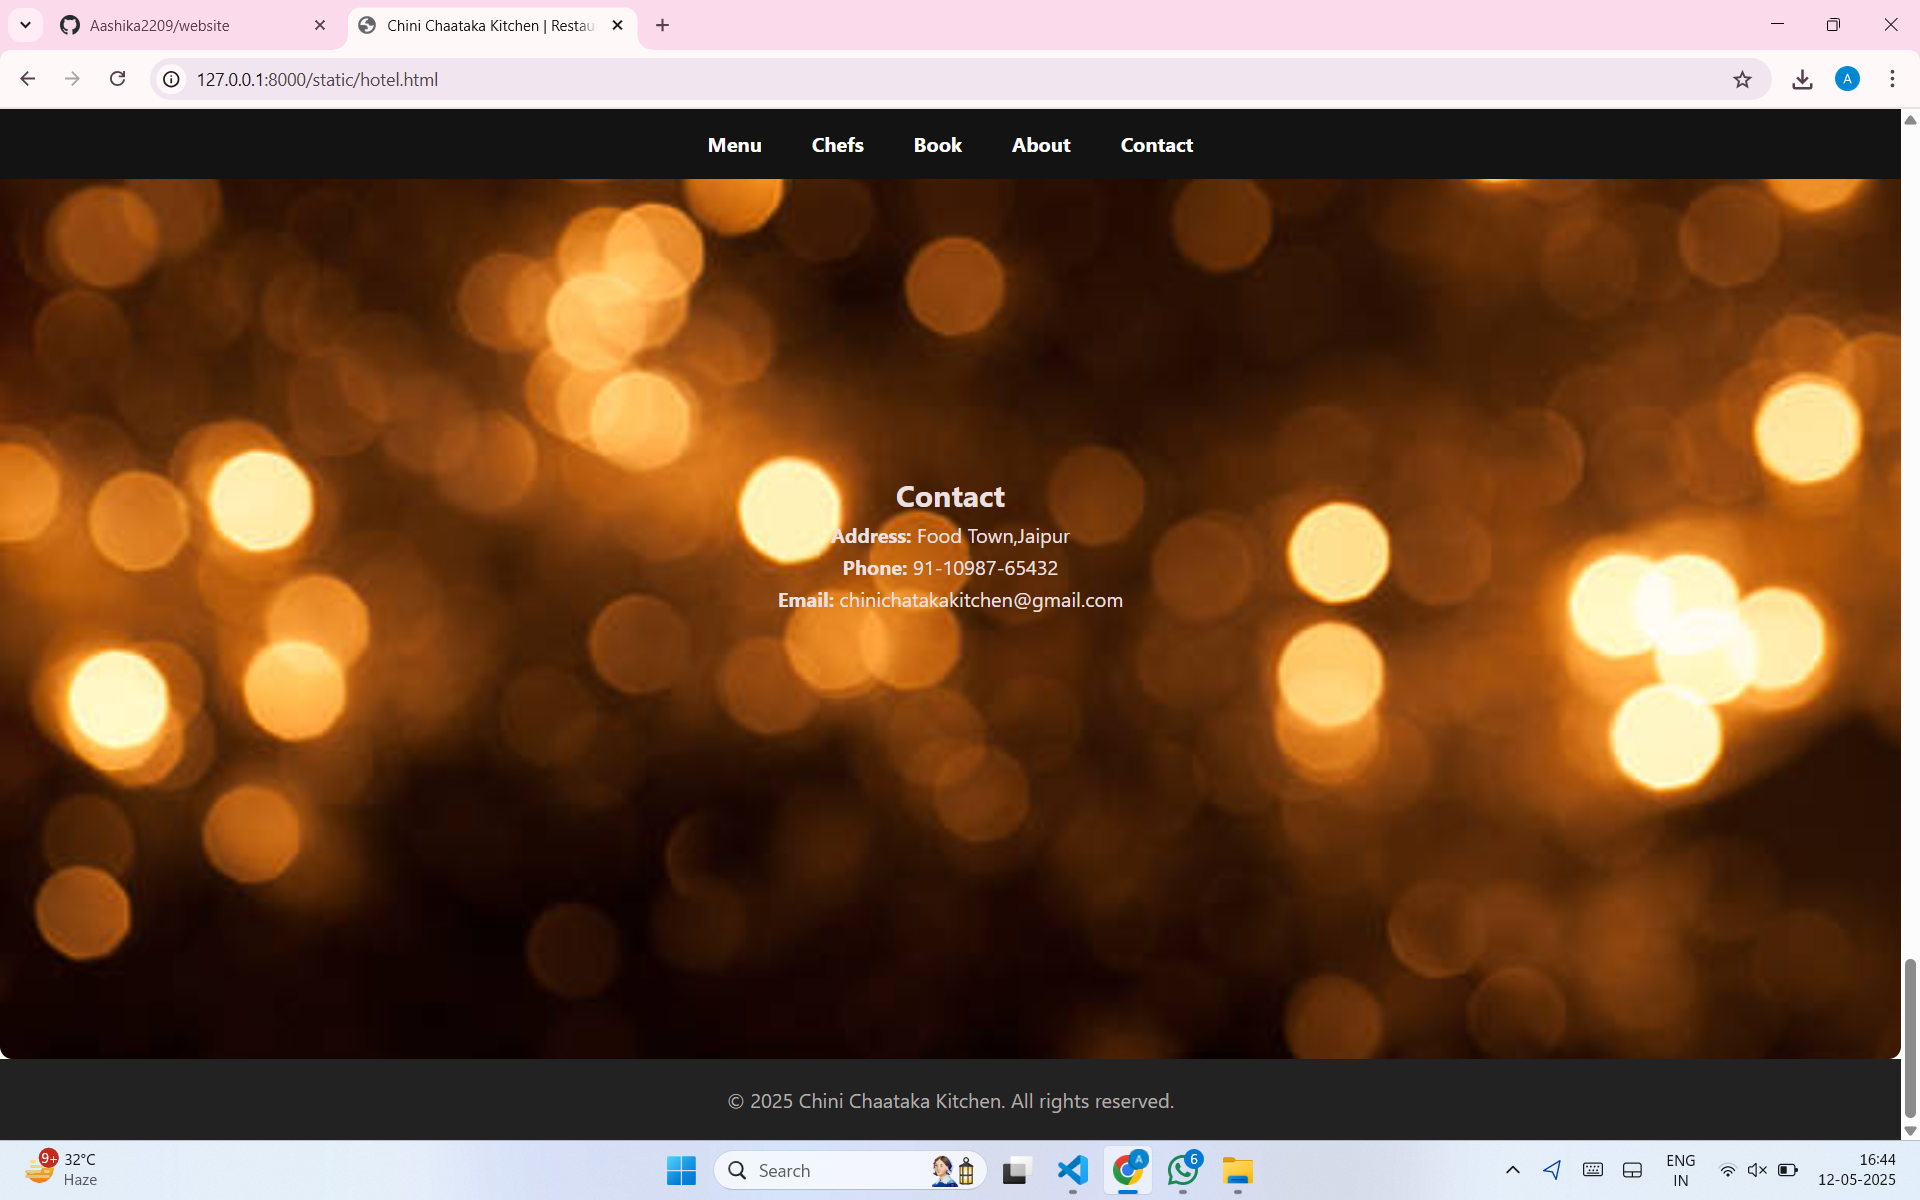 Aashika2209/website
Chini Chaataka Kitchen | Restau
127.0.0.1:8000/static/hotel.html
A
Menu Chefs Book About Contact
Contact
Address: Food Town,Jaipur
Phone: 91-10987-65432
Email: chinichatakakitchen@gmail.com
© 2025 Chini Chaataka Kitchen. All rights reserved.
9+
32°C
Haze
Search
A
6
ENG
IN
16:44
12-05-2025